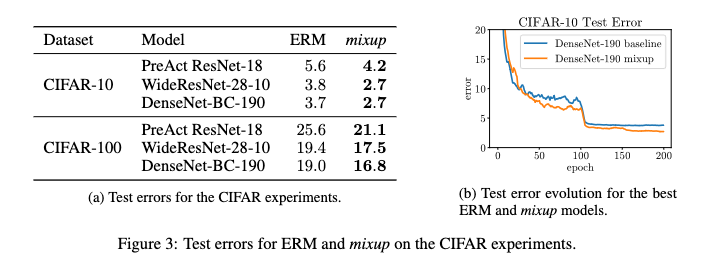 Dataset Model ERM mixup
CIFAR-10 PreAct ResNet-18 5.6 4.2
WideResNet-28-10 3.8 2.7
DenseNet-BC-190 3.7 2.7
CIFAR-100 PreAct ResNet-18 25.6 21.1
WideResNet-28-10 19.4 17.5
DenseNet-BC-190 19.0 16.8
(a) Test errors for the CIFAR experiments.
CIFAR-10 Test Error
DenseNet-190 baseline
DenseNet-190 mixup
20
15
10
5
0
error
0 50 100 150 200
epoch
(b) Test error evolution for the best
ERM and mixup models.
Figure 3: Test errors for ERM and mixup on the CIFAR experiments.